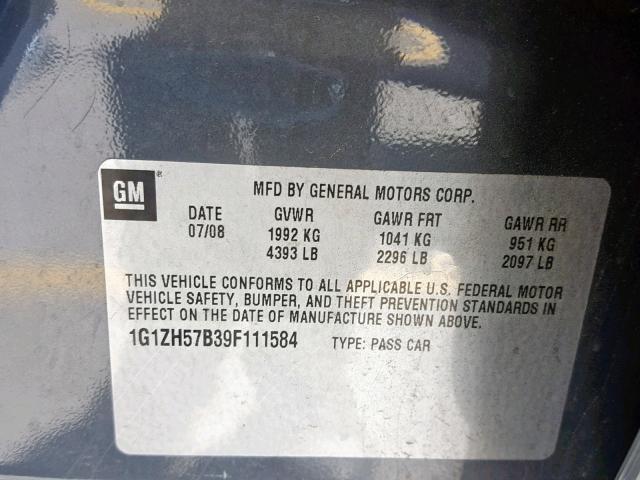 GM ®
MFD BY GENERAL MOTORS CORP.
DATE GVWR GAWR FRT GAWR RR
07/08 1992 KG 1041 KG 951 KG
4393 LB 2296 LB 2097 LB
THIS VEHICLE CONFORMS TO ALL APPLICABLE U.S. FEDERAL MOTOR
VEHICLE SAFETY, BUMPER, AND THEFT PREVENTION STANDARDS IN
EFFECT ON THE DATE OF MANUFACTURE SHOWN ABOVE.
1G1ZH57B39F111584 TYPE: PASS CAR